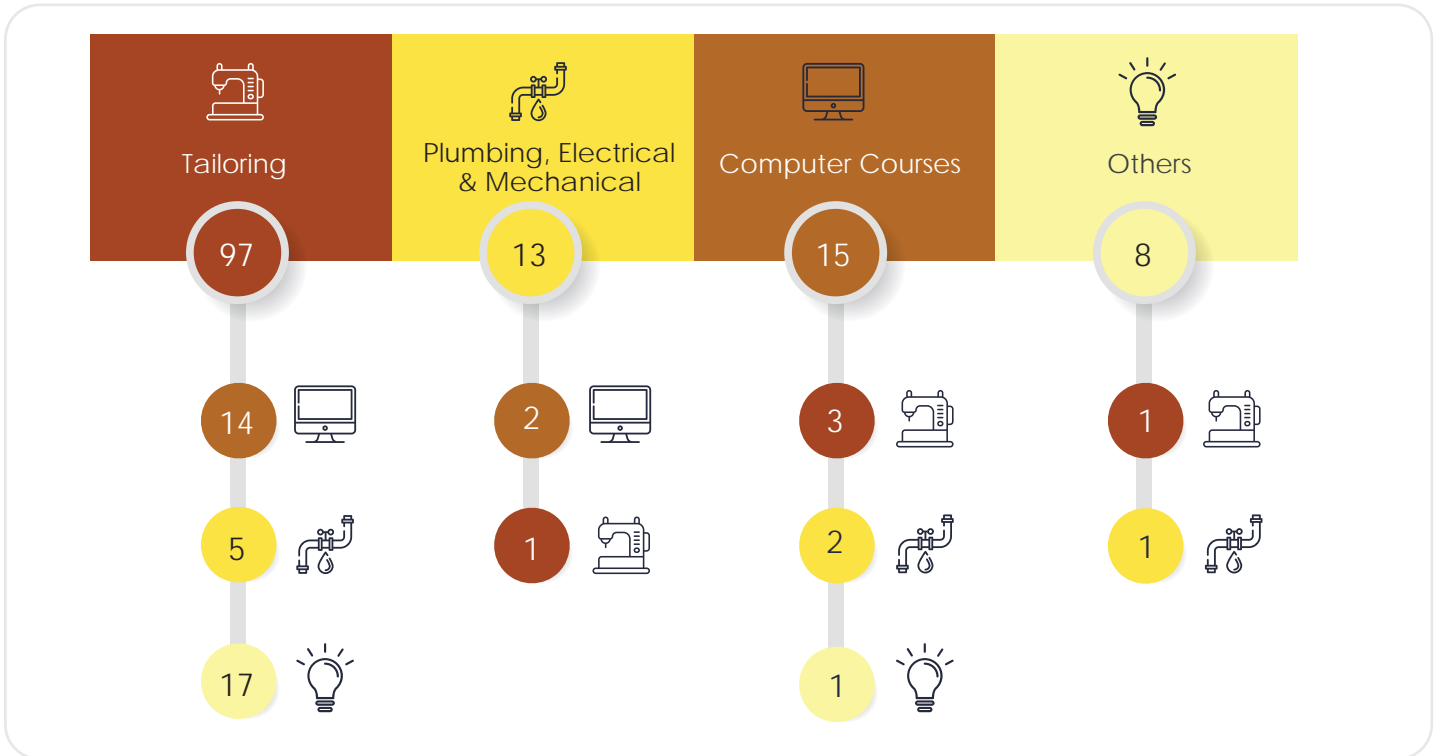 Tailoring
Plumbing, Electrical
& Mechanical
Computer Courses
Others
97
13
15
8
14
2
3
1
5
1
2
1
17
1